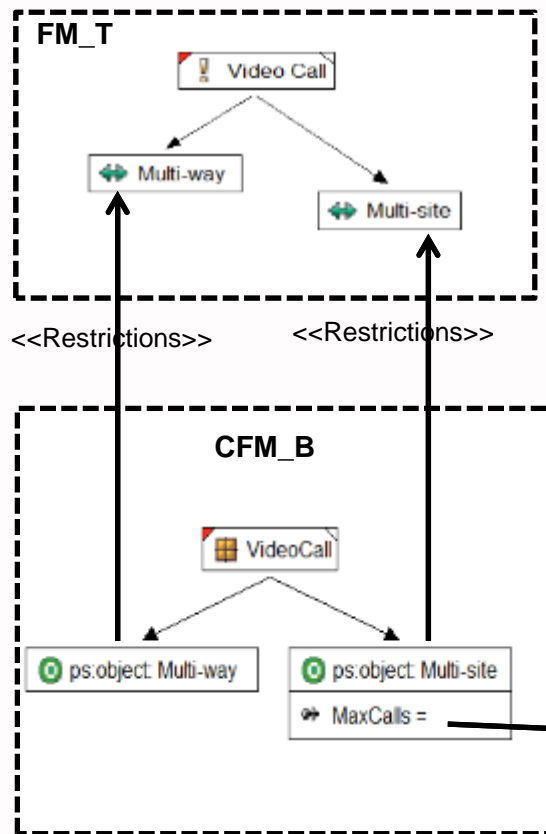 FM_T
Video Call
Multi-way
Multi-site
<<Restrictions>>
<<Restrictions>>
CFM_B
VideoCall
ps:object: Multi-way
ps:object: Multi-site
MaxCalls =